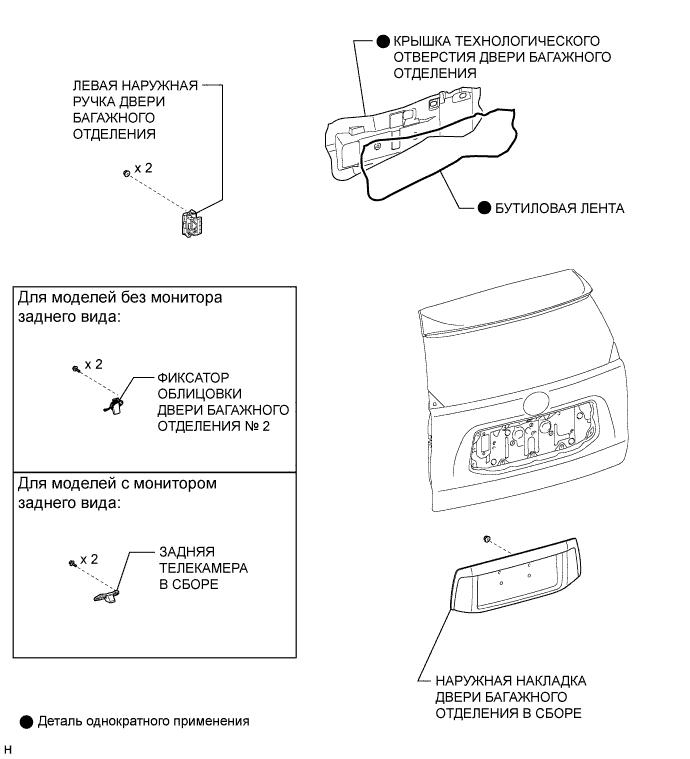 ● КРЫШКА ТЕХНОЛОГИЧЕСКОГО
ОТВЕРСТИЯ ДВЕРИ БАГАЖНОГО
ОТДЕЛЕНИЯ
ЛЕВАЯ НАРУЖНАЯ
РУЧКА ДВЕРИ
БАГАЖНОГО
ОТДЕЛЕНИЯ
x 2
● БУТИЛОВАЯ ЛЕНТА
Для моделей без монитора
заднего вида:
x 2
ФИКСАТОР
ОБЛИЦОВКИ
ДВЕРИ БАГАЖНОГО
ОТДЕЛЕНИЯ № 2
Для моделей с монитором
заднего вида:
x 2
ЗАДНЯЯ
ТЕЛЕКАМЕРА
В СБОРЕ
НАРУЖНАЯ НАКЛАДКА
ДВЕРИ БАГАЖНОГО
ОТДЕЛЕНИЯ В СБОРЕ
● Деталь однократного применения
H